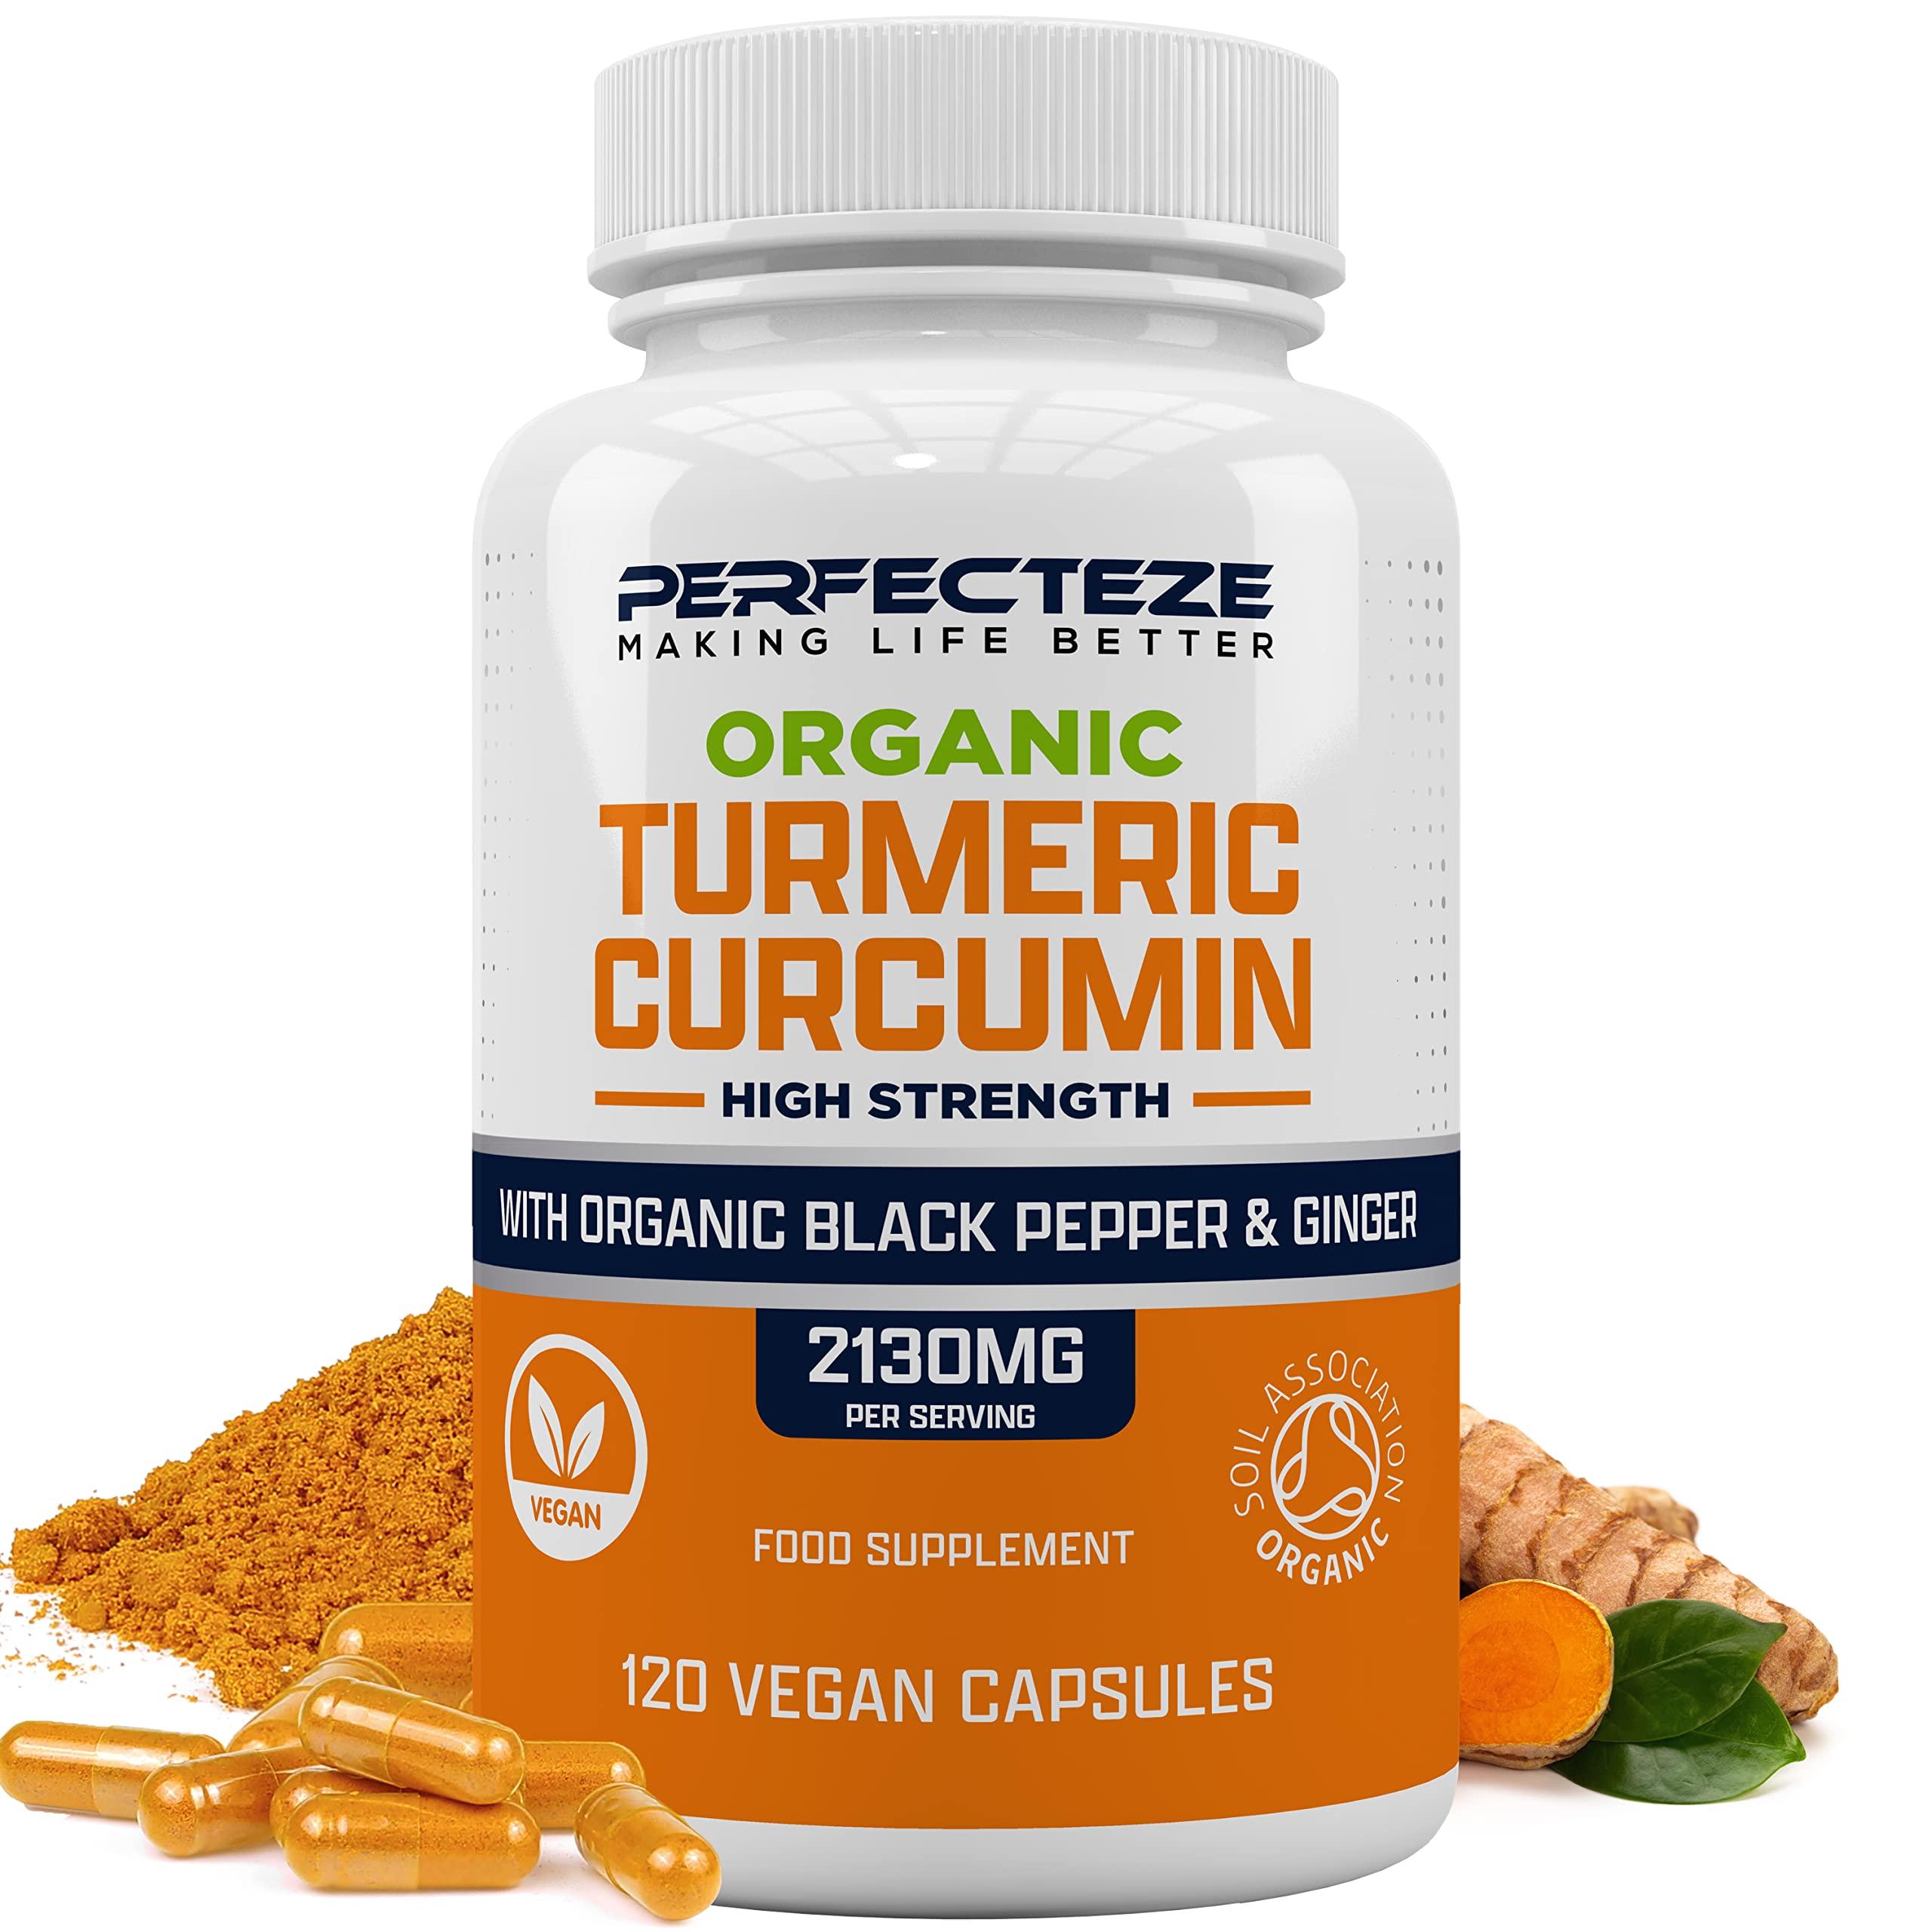 PERFECTEZE
MAKING LIFE BETTER
ORGANIC
TURMERIC
CURCUMIN
HIGH STRENGTH
WITH ORGANIC BLACK PEPPER & GINGER
2130MG
PER SERVING
VEGAN
SOIL ASSOCIATION
ORGANIC
FOOD SUPPLEMENT
120 VEGAN CAPSULES